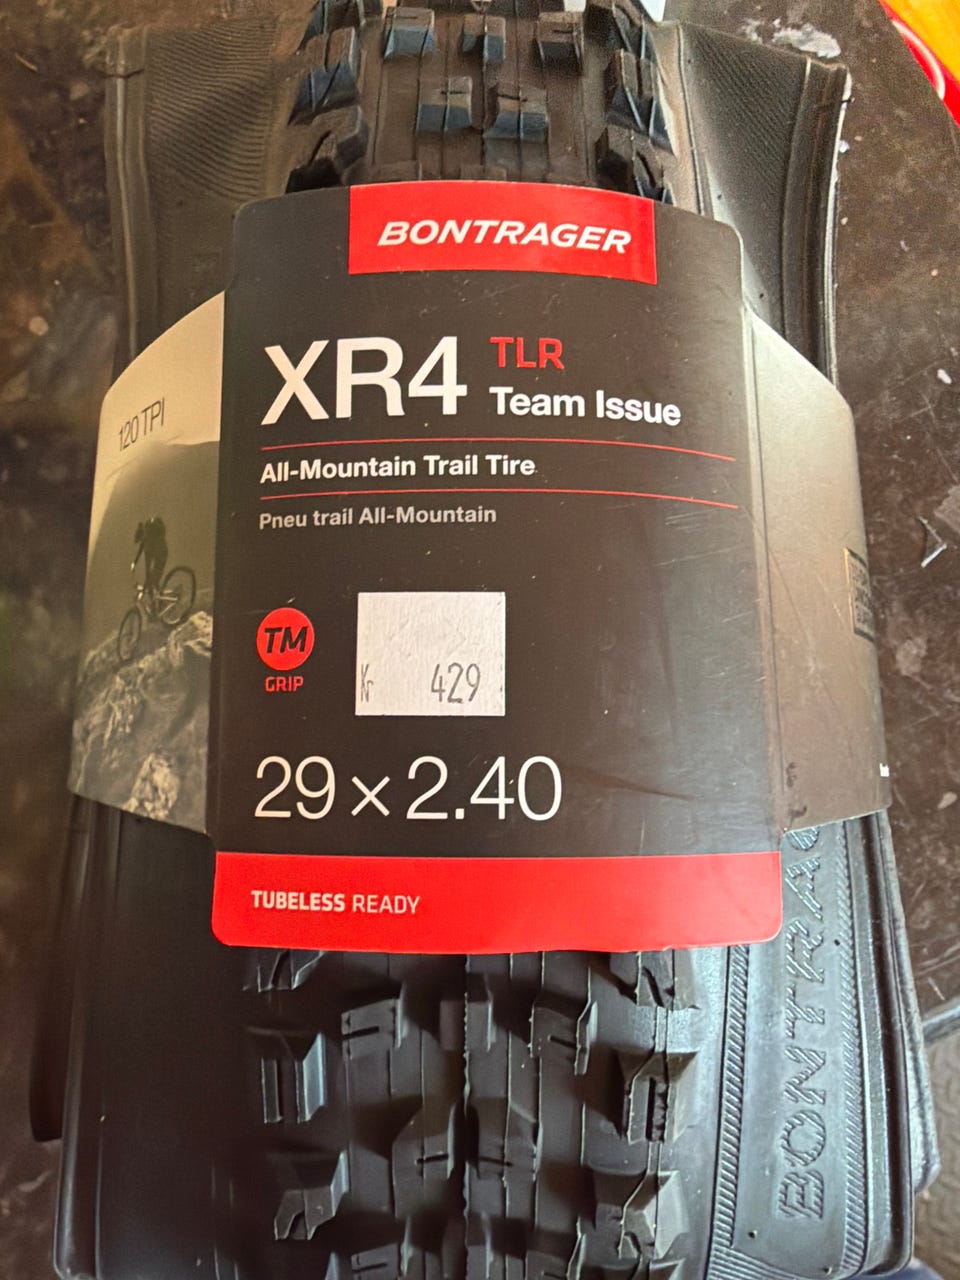 BONTRAGER
XR4 TLR
Team Issue
120 TPI
All-Mountain Trail Tire
Pneu trail All-Mountain
TM
GRIP
Kr 429
29 x 2.40
TUBELESS READY
BONTRAG